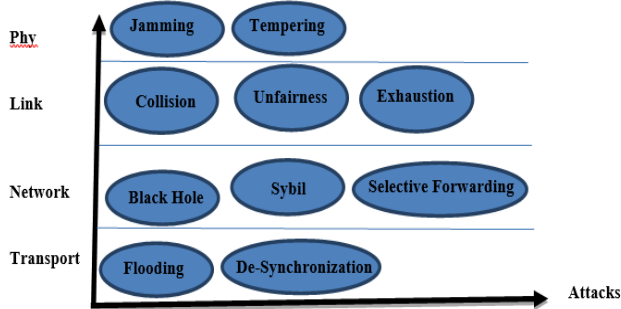 Phy
Jamming
Tempering
Link
Collision
Unfairness
Exhaustion
Network
Black Hole
Sybil
Selective Forwarding
Transport
Flooding
De-Synchronization
Attacks